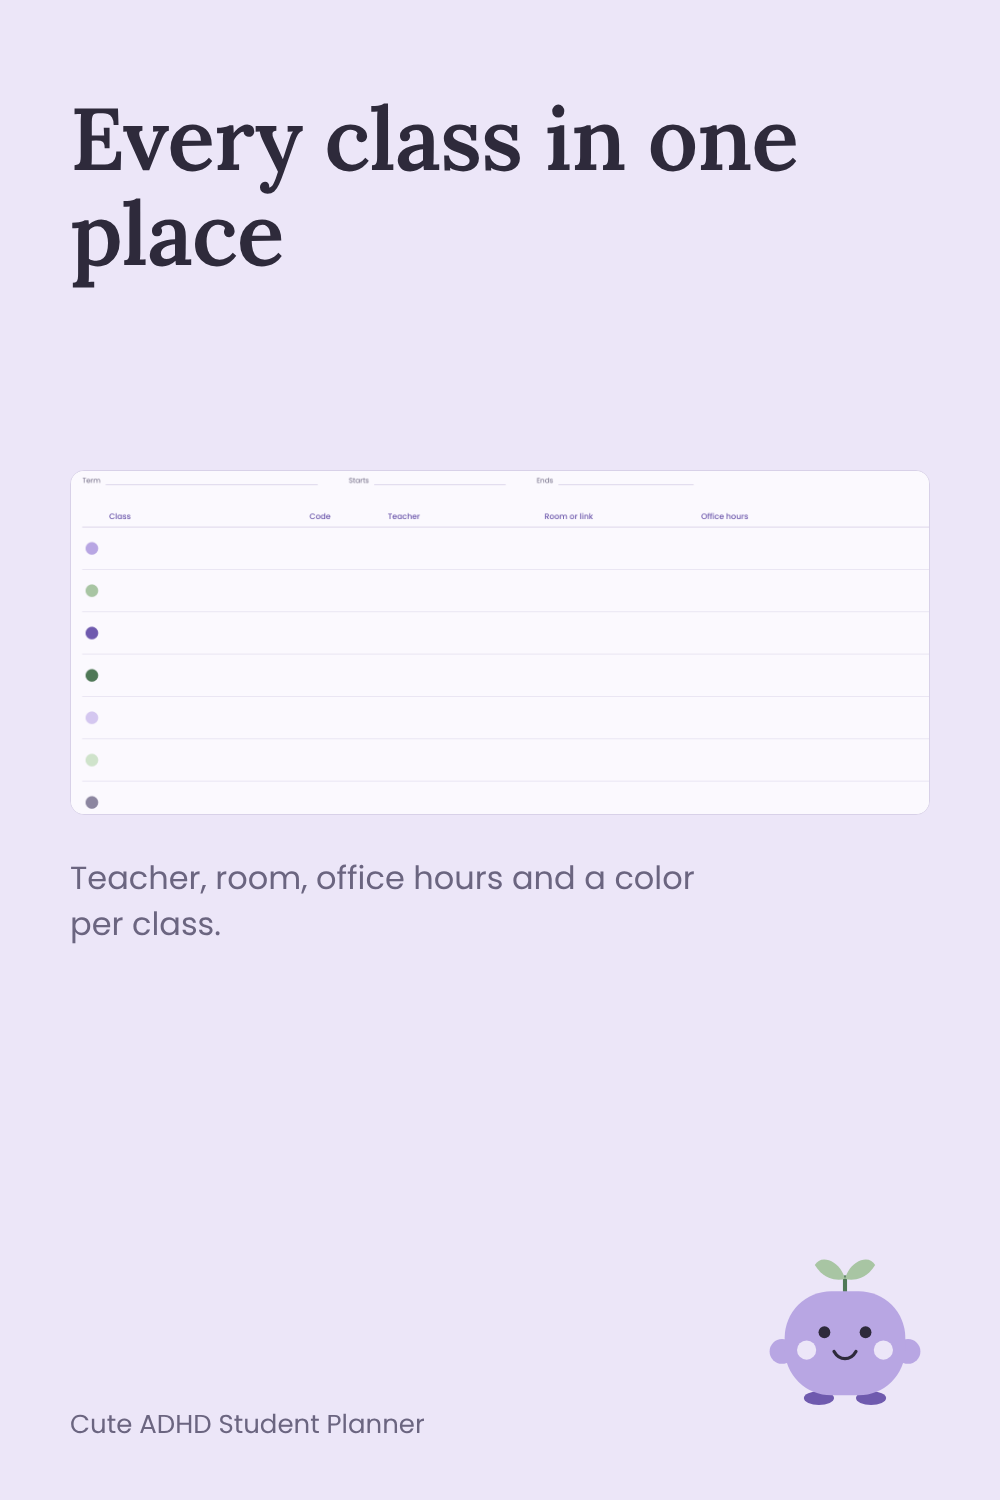 Every class in one
place
Term Starts Ends
Class Code Teacher Room or link Office hours
Teacher, room, office hours and a color
per class.
Cute ADHD Student Planner